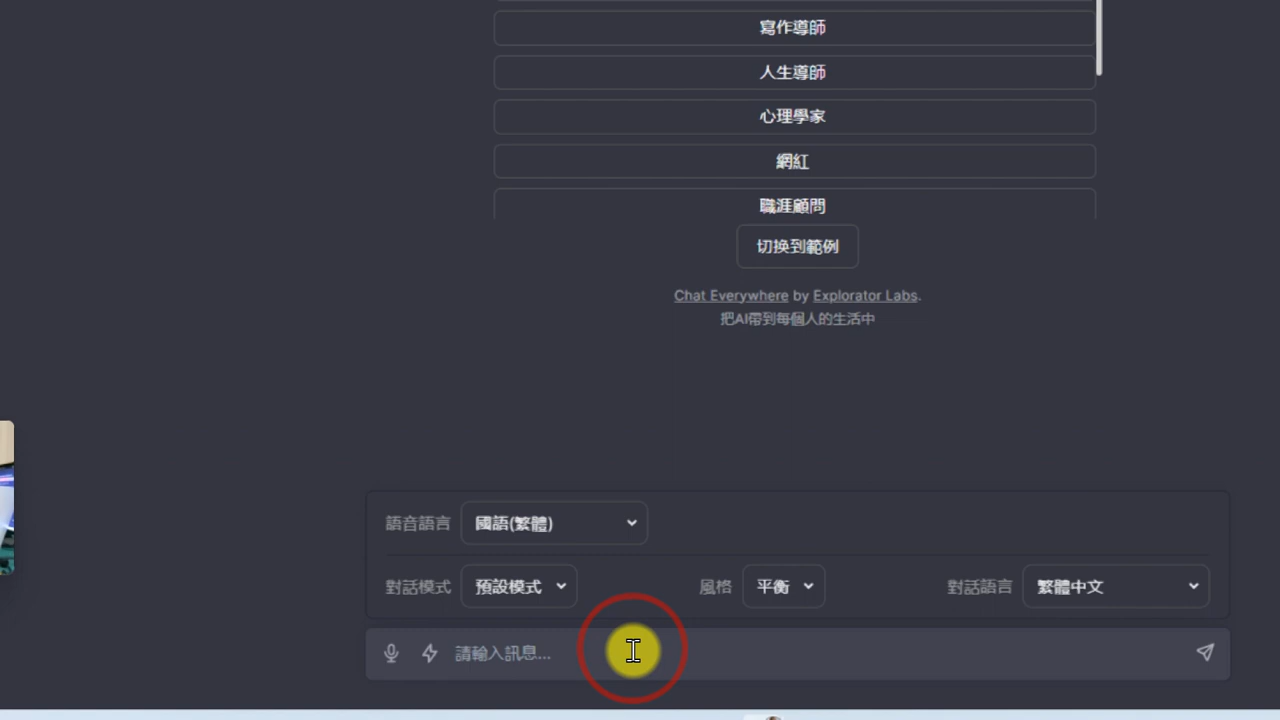 寫作導師
人生導師
心理學家
網紅
職涯顧問
切換到範例
Chat Everywhere by Explorator Labs.
把AI帶到每個人的生活中
語音語言 國語(繁體)
對話模式 預設模式 風格 平衡 對話語言 繁體中文
請輸入訊息...